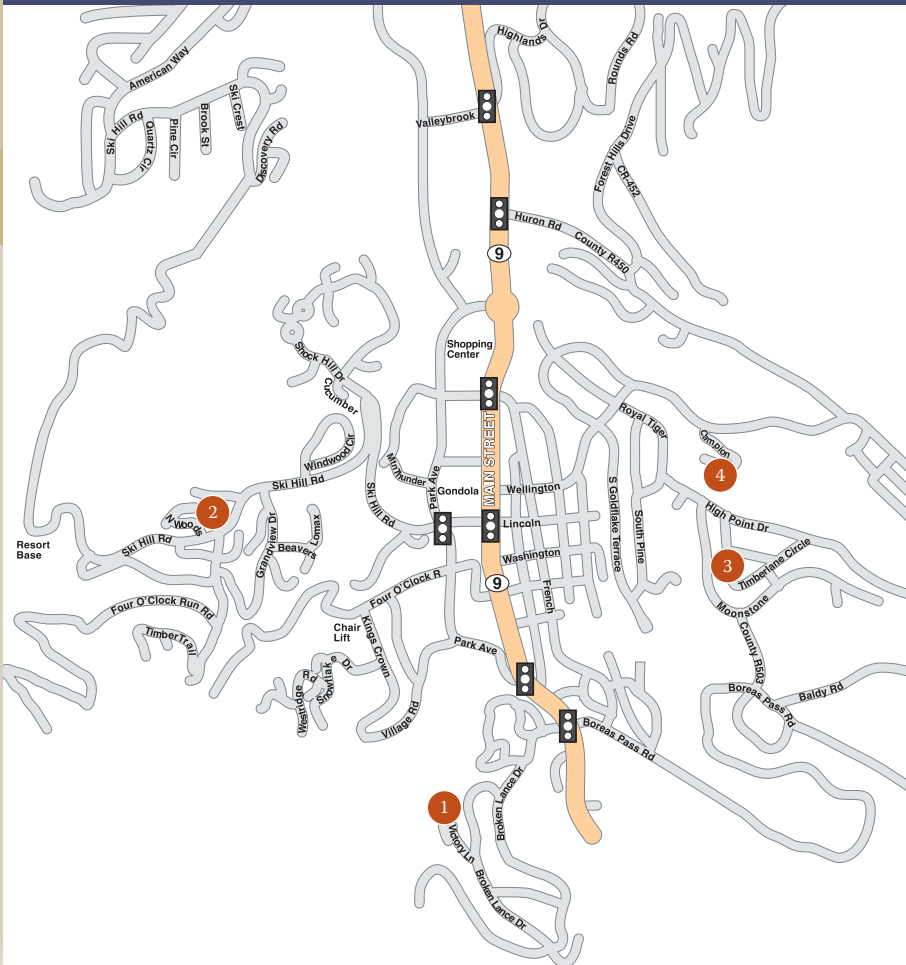 Highlands Dr
Rounds Rd
American Way
Ski Hill Rd
Quartz Cir
Pine Cir
Brook St
Ski Crest
Discovery Rd
Valleybrook
Forest Hills Drive
CR-452
Huron Rd
County R450
9
Shopping
Center
Shock Hill Dr
Cucumber
Royal Tiger
Campion
4
Windwood Cir
MtnThunder
Park Ave
MAIN STREET
Gondola
Wellington
Ski Hill Rd
Ski Hill Rd
S Goldflake Terrace
South Pine
High Point Dr
2
N Woods
Lincoln
Resort
Base
Ski Hill Rd
Grandview Dr
Lomax
Beavers
Washington
3
Timberlane Circle
9
Four O'Clock R
French
Four O'Clock Run Rd
Moonstone
TimberTrail
Chair
Lift
Kings Crown
Park Ave
County R503
Snowflake Dr
Westridge Rd
Village Rd
Boreas Pass Rd
Baldy Rd
Boreas Pass Rd
1
Victory Ln
Broken Lance Dr
Broken Lance Dr